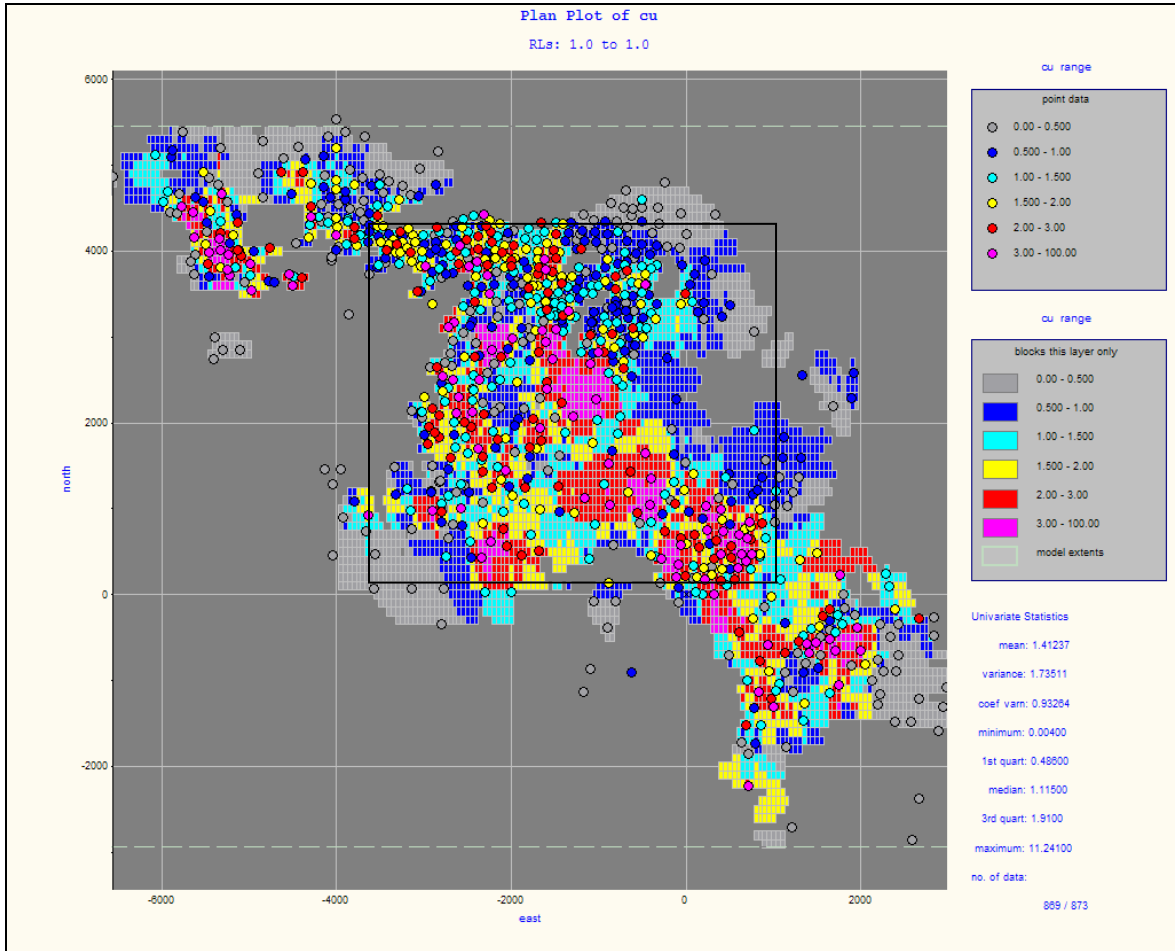 Plan Plot of cu
RLs: 1.0 to 1.0
6000
4000
2000
0
-2000
north
-6000
-4000
-2000
0
2000
east
cu range
point data
0.00 - 0.500
0.500 - 1.00
1.00 - 1.500
1.500 - 2.00
2.00 - 3.00
3.00 - 100.00
cu range
blocks this layer only
0.00 - 0.500
0.500 - 1.00
1.00 - 1.500
1.500 - 2.00
2.00 - 3.00
3.00 - 100.00
model extents
Univariate Statistics
mean: 1.41237
variance: 1.73511
coef varn: 0.93264
minimum: 0.00400
1st quart: 0.48600
median: 1.11500
3rd quart: 1.9100
maximum: 11.24100
no. of data:
869 / 873